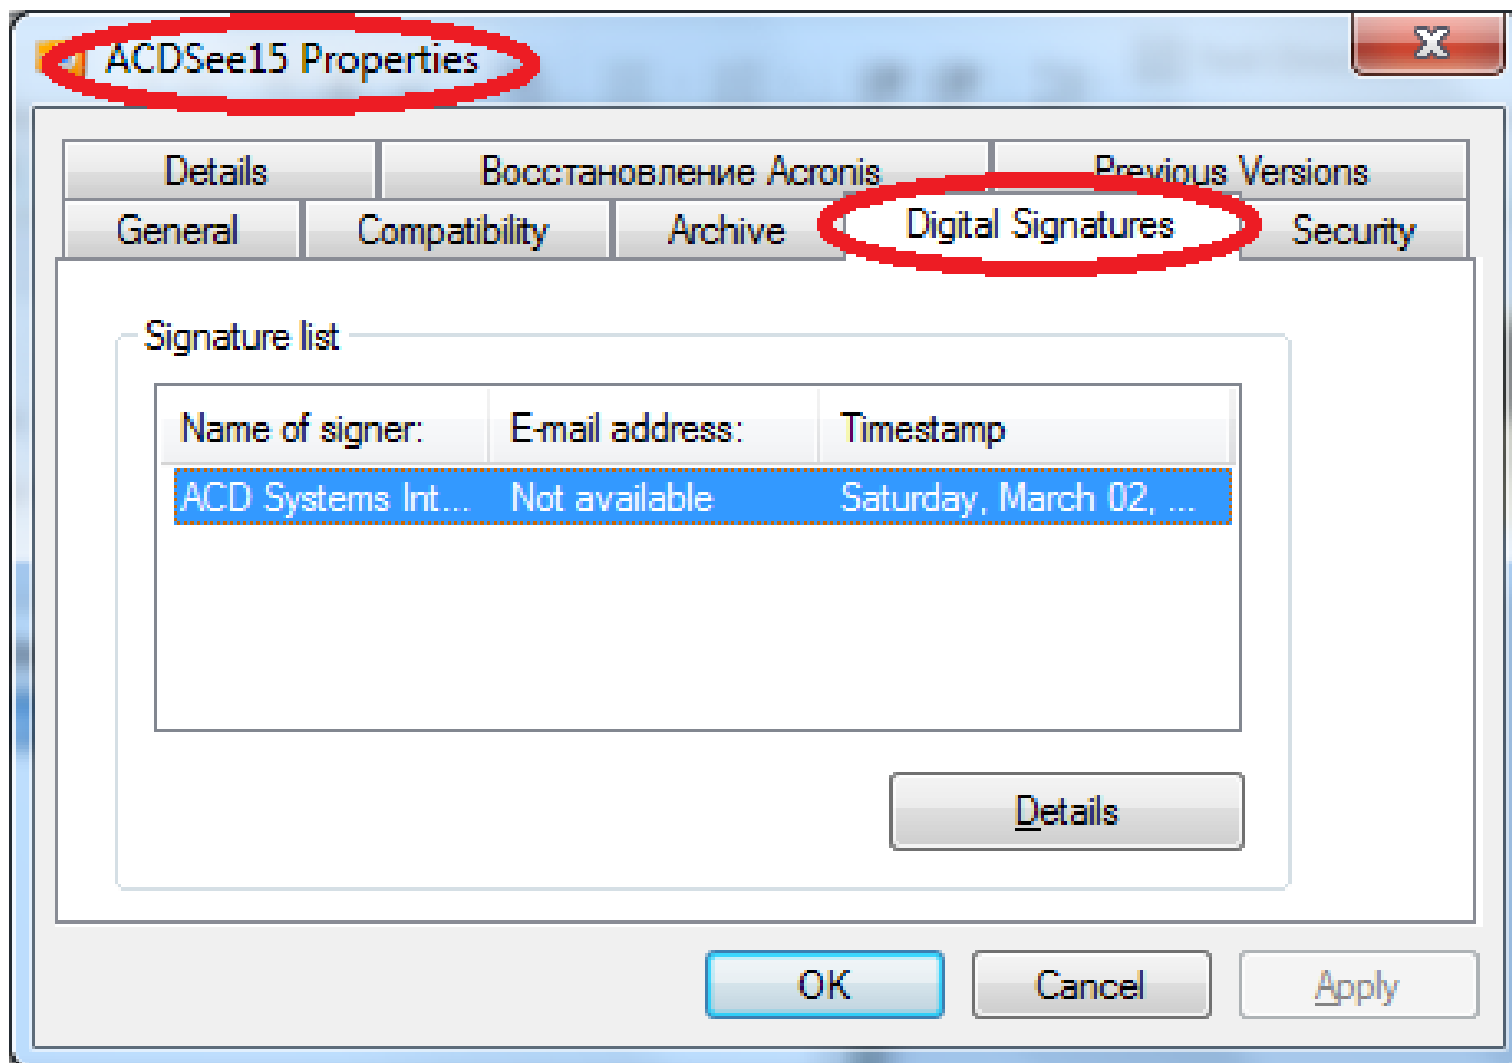 ACDSee15 Properties
Details Восстановление Acronis Previous Versions
General Compatibility Archive Digital Signatures Security
Signature list
Name of signer: E-mail address: Timestamp
ACD Systems Int... Not available Saturday, March 02, ...
Details
OK Cancel Apply